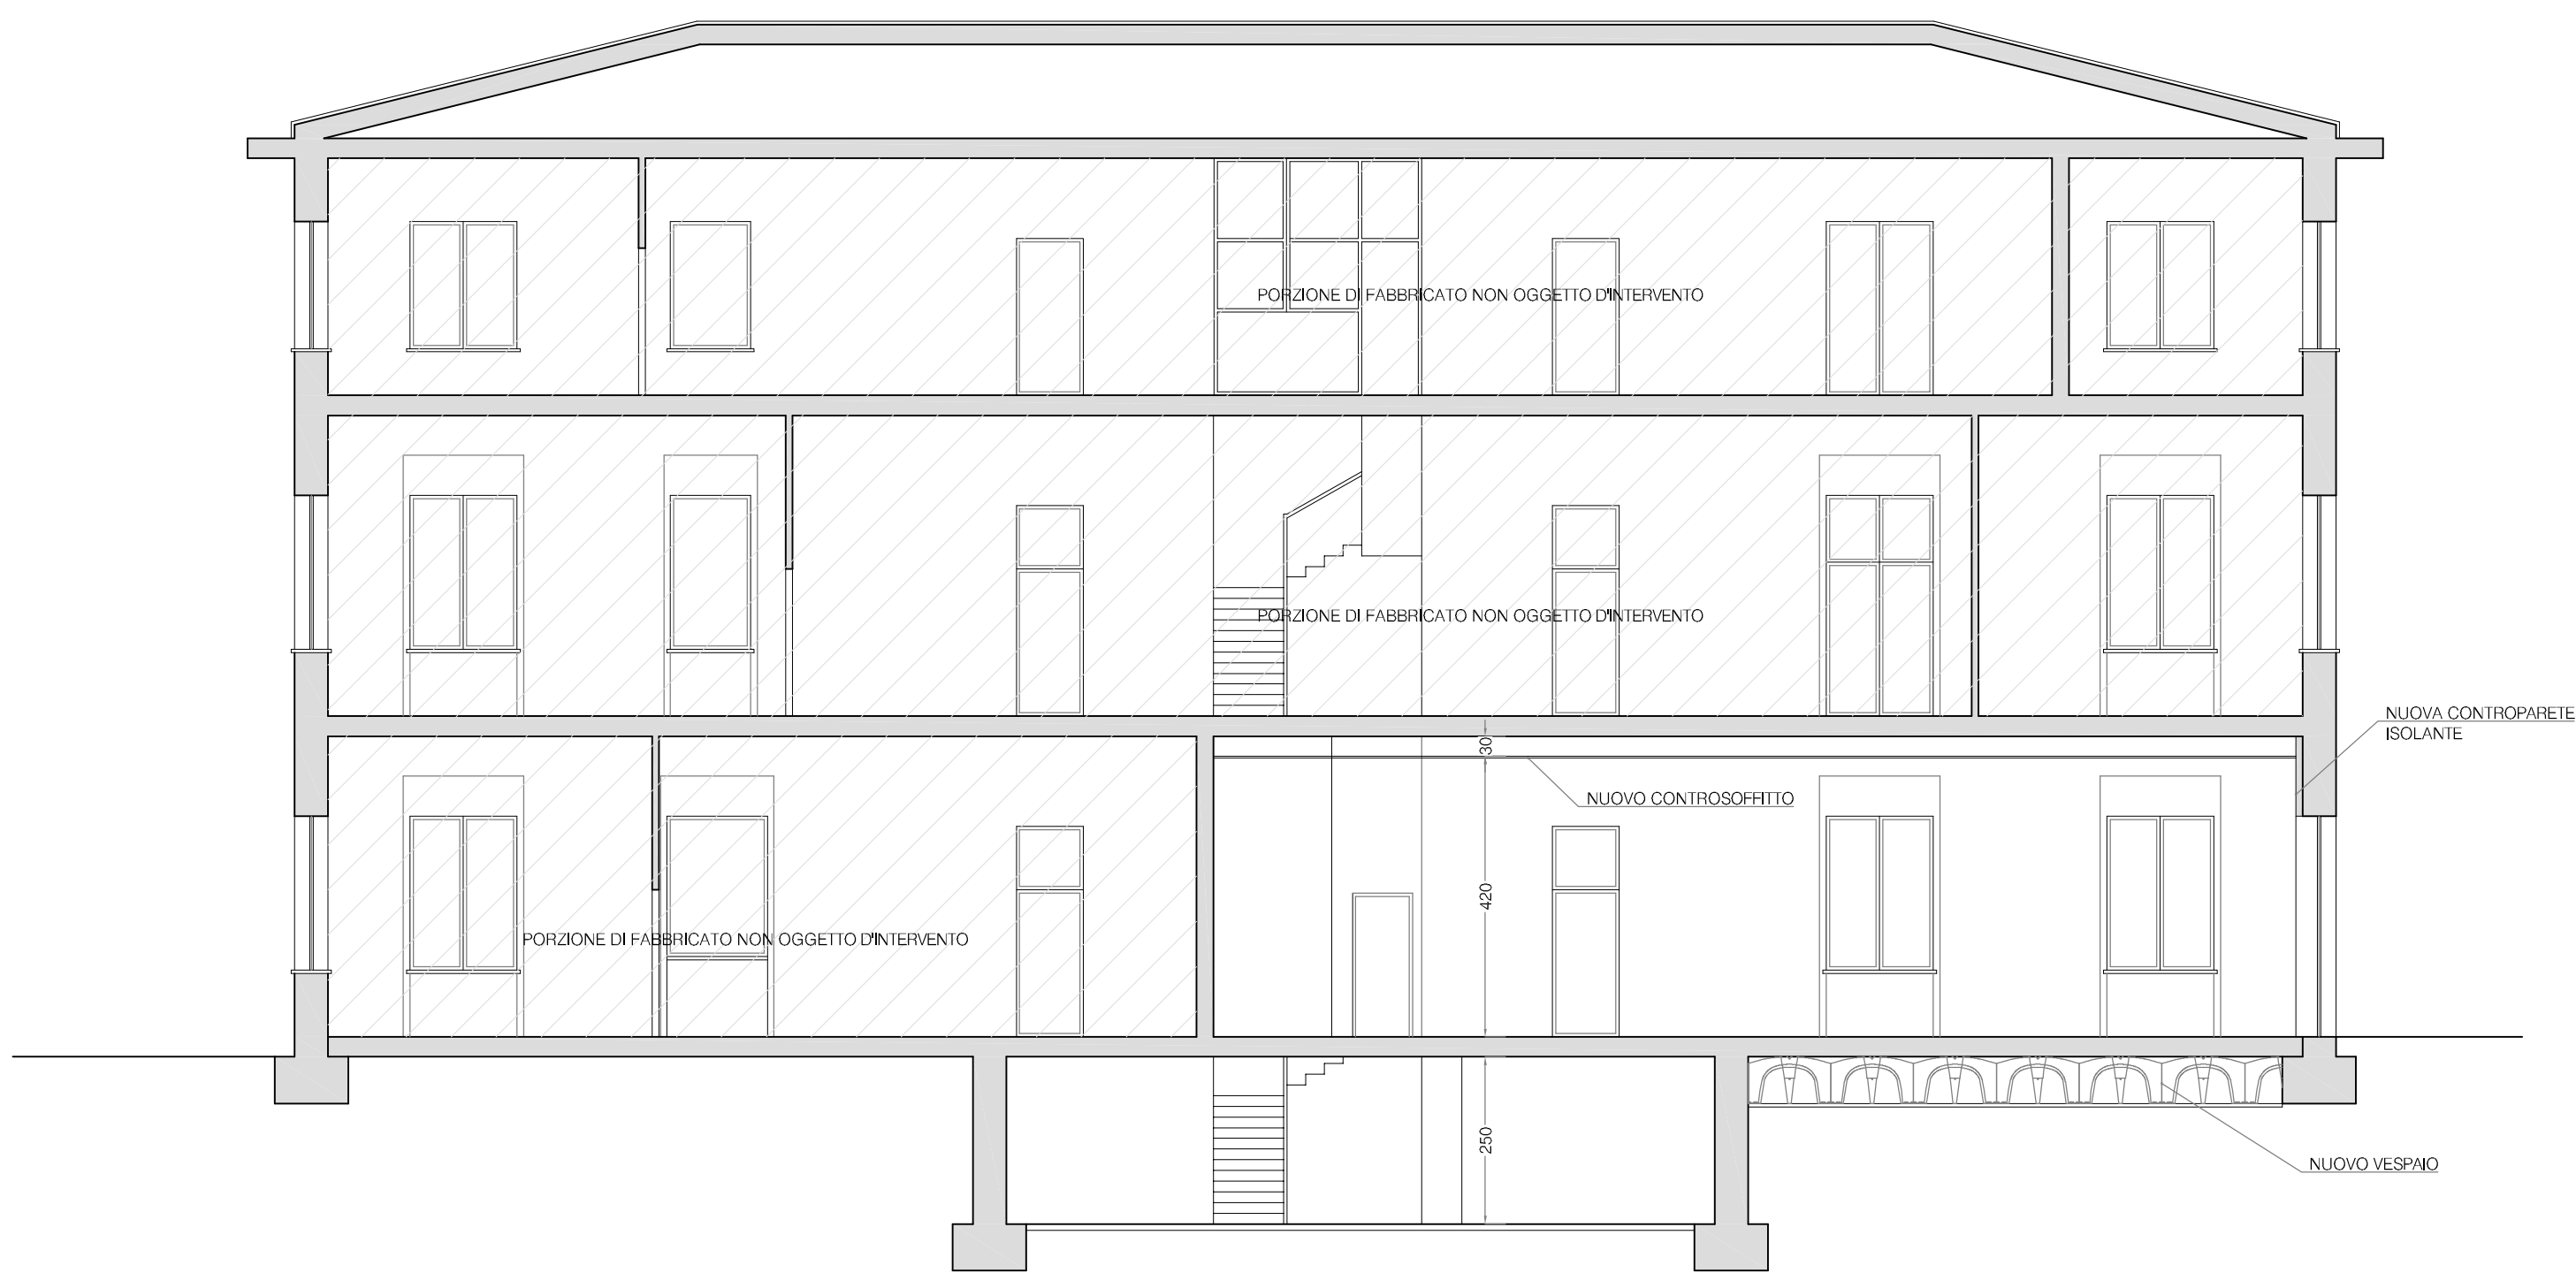 PORZIONE DI FABBRICATO NON OGGETTO D'INTERVENTO
PORZIONE DI FABBRICATO NON OGGETTO D'INTERVENTO
NUOVA CONTROPARETE
ISOLANTE
30
NUOVO CONTROSOFFITTO
420
PORZIONE DI FABBRICATO NON OGGETTO D'INTERVENTO
250
NUOVO VESPAIO